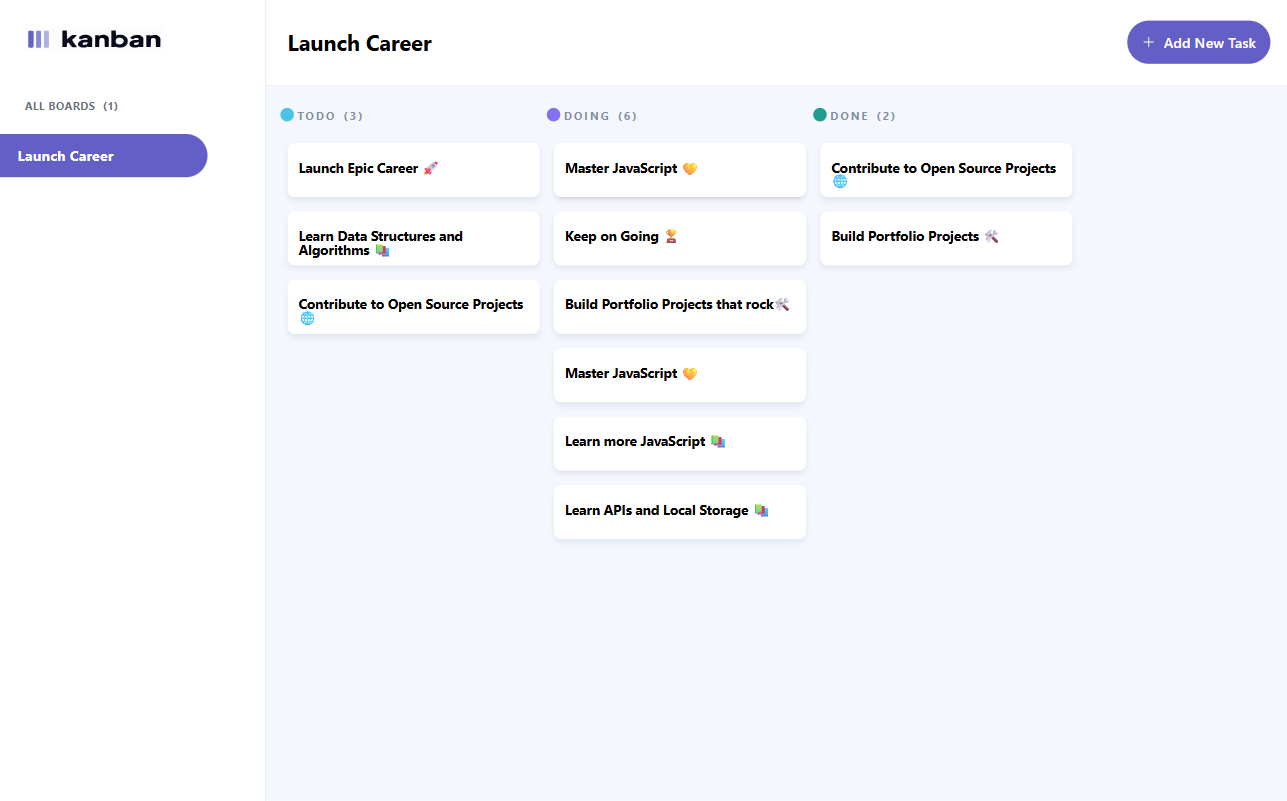 kanban
Launch Career
+ Add New Task
ALL BOARDS (1)
Launch Career
TODO (3)
Launch Epic Career 🚀
Learn Data Structures and
Algorithms 📚
Contribute to Open Source Projects
🌐
DOING (6)
Master JavaScript 💛
Keep on Going 🏆
Build Portfolio Projects that rock🛠️
Master JavaScript 💛
Learn more JavaScript 📚
Learn APIs and Local Storage 📚
DONE (2)
Contribute to Open Source Projects
🌐
Build Portfolio Projects 🛠️